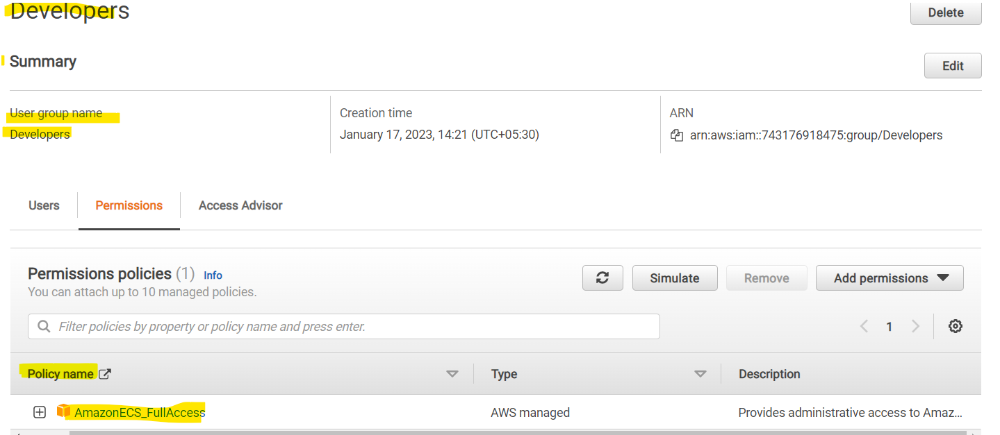 Developers
Delete
Summary
Edit
User group name
Creation time
ARN
Developers
January 17, 2023, 14:21 (UTC+05:30)
arn:aws:iam::743176918475:group/Developers
Users
Permissions
Access Advisor
Permissions policies (1) Info
Simulate
Remove
Add permissions
You can attach up to 10 managed policies.
Filter policies by property or policy name and press enter.
1
Policy name
Type
Description
AmazonECS_FullAccess
AWS managed
Provides administrative access to Amaz...